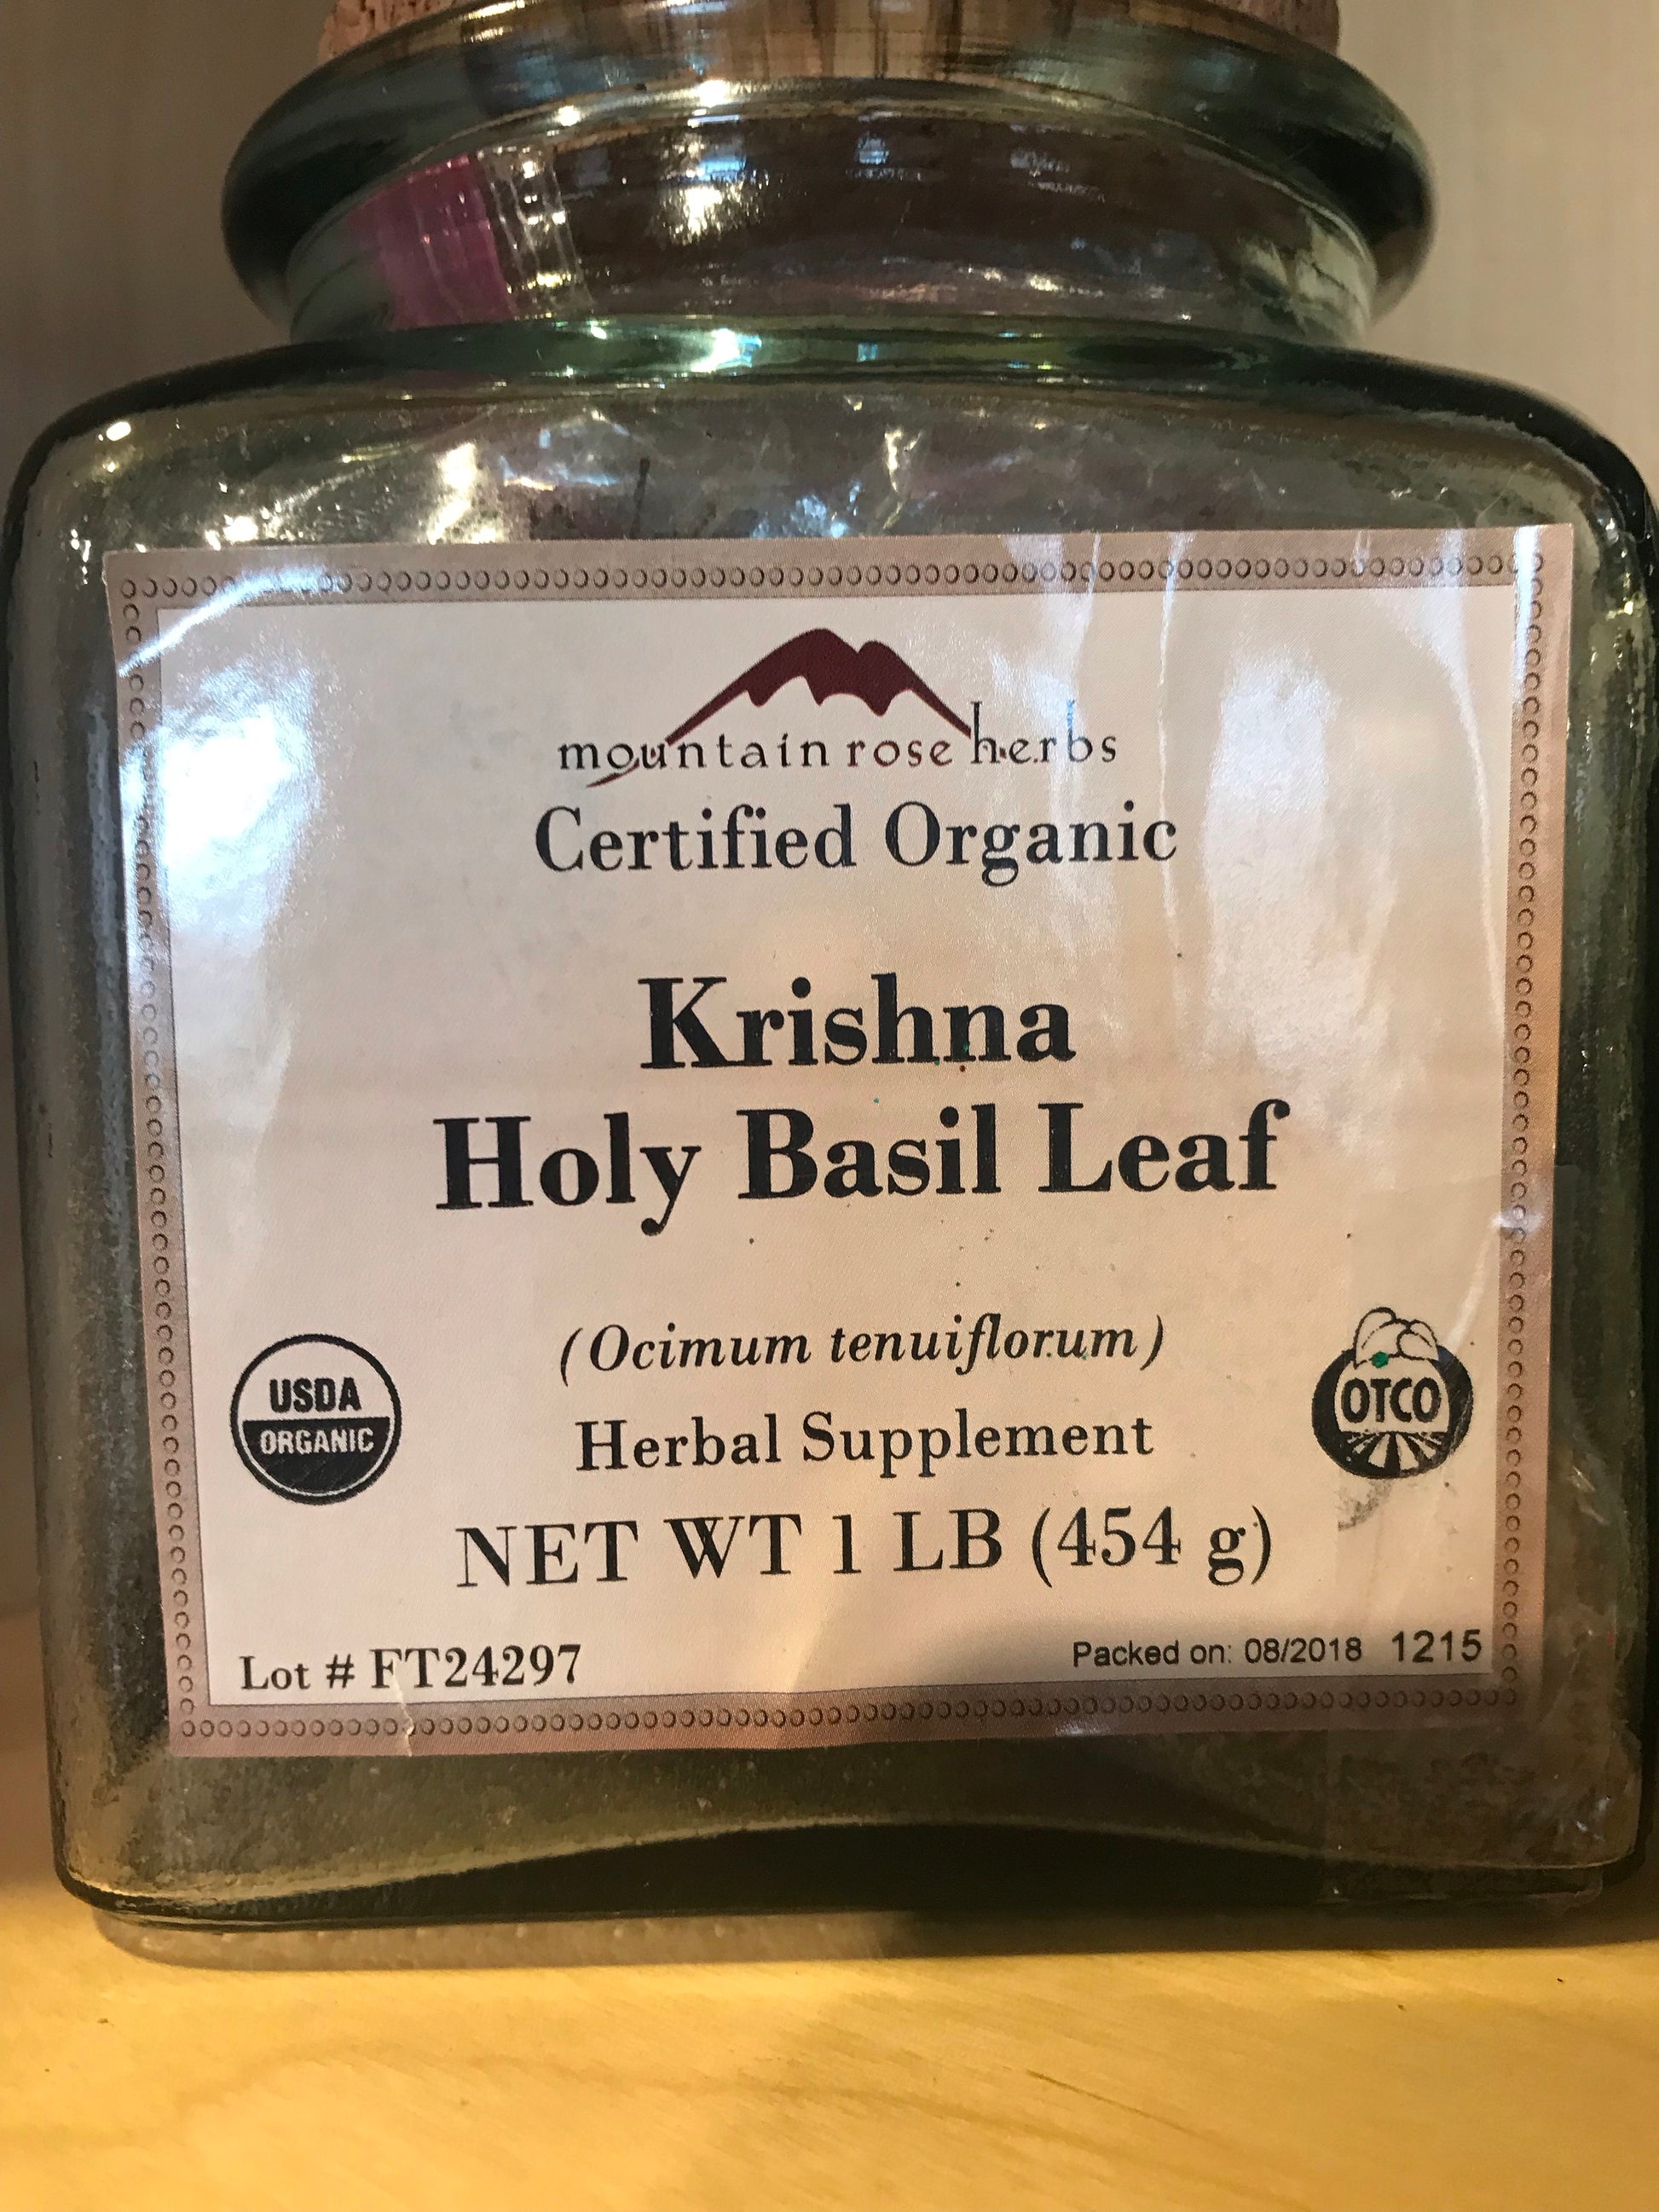 mountain rose herbs
Certified Organic
Krishna
Holy Basil Leaf
(Ocimum tenuiflorum)
USDA
ORGANIC
OTCO
Herbal Supplement
NET WT 1 LB (454 g)
Lot # FT24297
Packed on: 08/2018 1215